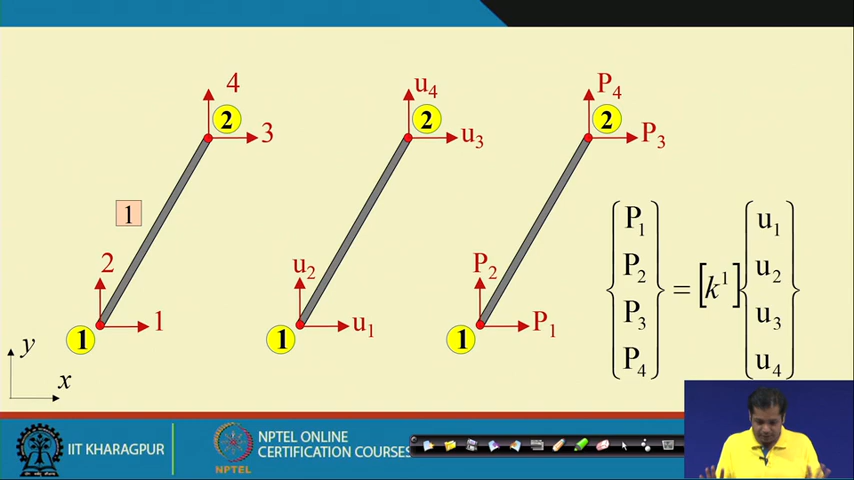 4
2
3
1
2
1
1
u₄
2
u₃
u₂
1
u₁
P₄
2
P₃
P₂
1
P₁
P₁
P₂
P₃
P₄
= [k¹]
u₁
u₂
u₃
u₄
y
x
IIT KHARAGPUR
NPTEL
NPTEL ONLINE
CERTIFICATION COURSES